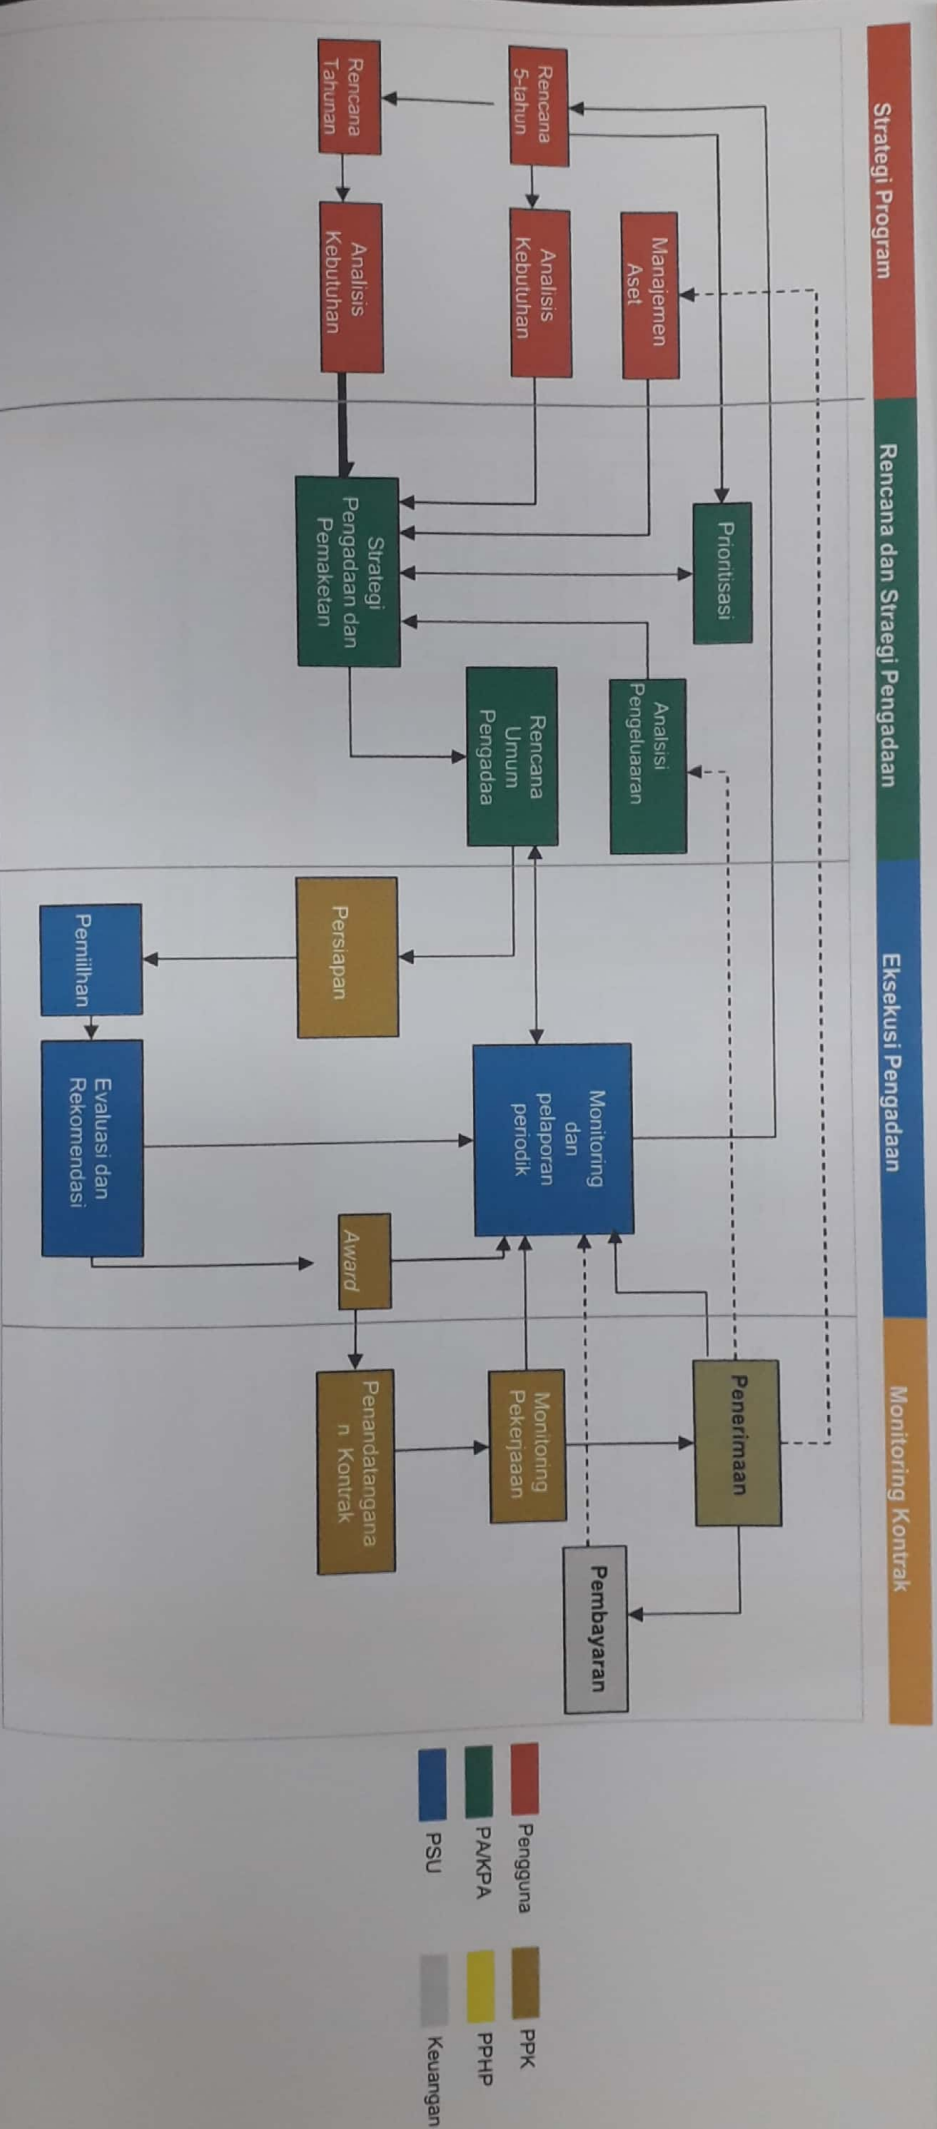 Strategi Program
Rencana dan Straegi Pengadaan
Eksekusi Pengadaan
Monitoring Kontrak
Rencana
5-tahun
Rencana
Tahunan
Manajemen
Aset
Analisis
Kebutuhan
Analisis
Kebutuhan
Prioritisasi
Strategi
Pengadaan dan
Pemaketan
Analsisi
Pengeluaaran
Rencana
Umum
Pengadaa
Persiapan
Pemiilhan
Monitoring
dan
pelaporan
periodik
Evaluasi dan
Rekomendasi
Award
Penerimaan
Monitoring
Pekerjaaan
Penandatangana
n Kontrak
Pembayaran
Pengguna
PA/KPA
PSU
PPK
PPHP
Keuangan